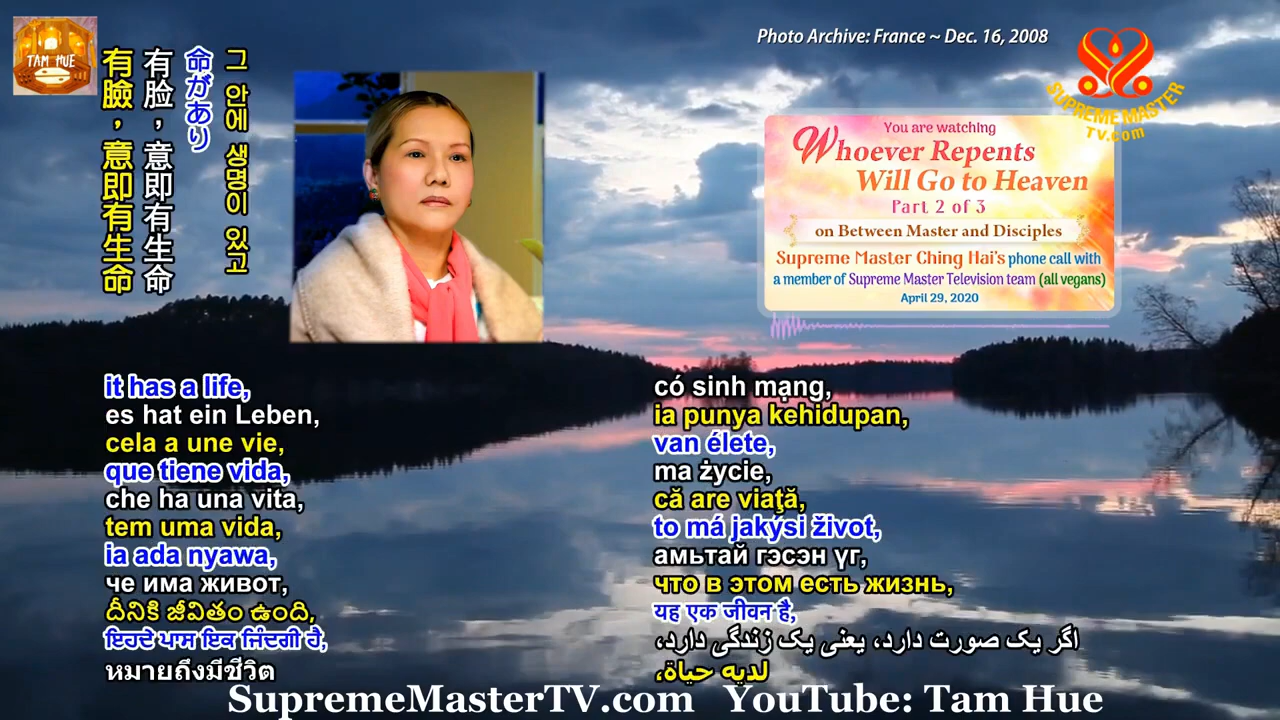 TAM HUE
有臉，意即有生命
有脸，意即有生命
命があり
그 안에 생명이 있고
Photo Archive: France ~ Dec. 16, 2008
SUPREME MASTER
TV.com
You are watching
Whoever Repents
Will Go to Heaven
Part 2 of 3
on Between Master and Disciples
Supreme Master Ching Hai's phone call with
a member of Supreme Master Television team (all vegans)
April 29, 2020
it has a life,
es hat ein Leben,
cela a une vie,
que tiene vida,
che ha una vita,
tem uma vida,
ia ada nyawa,
че има живот,
దీనికి జీవితం ఉంది,
ਇਹਦੇ ਪਾਸ ਇਕ ਜਿੰਦਗੀ ਹੈ,
หมายถึงมีชีวิต
có sinh mạng,
ia punya kehidupan,
van élete,
ma życie,
că are viaţă,
to má jakýsi život,
амьтай гэсэн үг,
что в этом есть жизнь,
यह एक जीवन है,
اگر یک صورت دارد، یعنی یک زندگی دارد،
لديه حياة،
SupremeMasterTV.com YouTube: Tam Hue